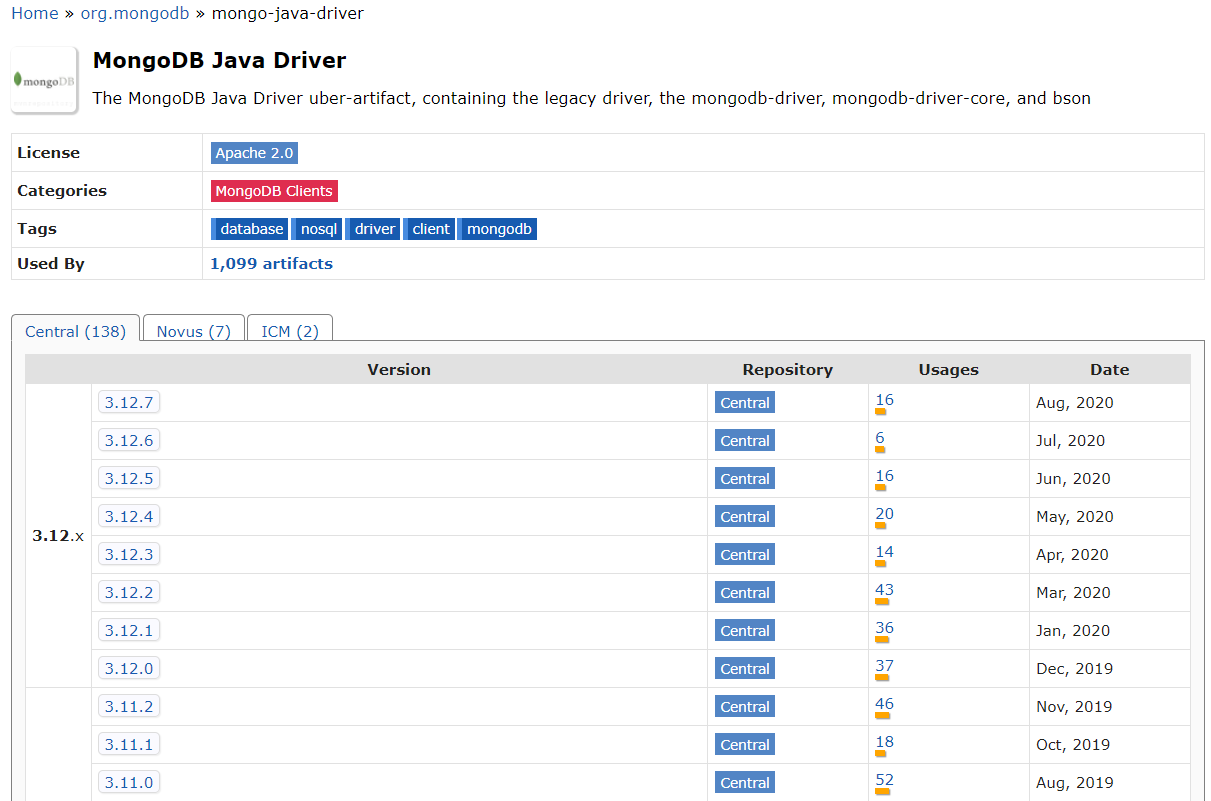 Home » org.mongodb » mongo-java-driver
mongoDB
MongoDB Java Driver
The MongoDB Java Driver uber-artifact, containing the legacy driver, the mongodb-driver, mongodb-driver-core, and bson
License Apache 2.0
Categories MongoDB Clients
Tags database nosql driver client mongodb
Used By 1,099 artifacts
Central (138) Novus (7) ICM (2)
Version Repository Usages Date
3.12.7 Central 16 Aug, 2020
3.12.6 Central 6 Jul, 2020
3.12.5 Central 16 Jun, 2020
3.12.4 Central 20 May, 2020
3.12.x
3.12.3 Central 14 Apr, 2020
3.12.2 Central 43 Mar, 2020
3.12.1 Central 36 Jan, 2020
3.12.0 Central 37 Dec, 2019
3.11.2 Central 46 Nov, 2019
3.11.1 Central 18 Oct, 2019
3.11.0 Central 52 Aug, 2019